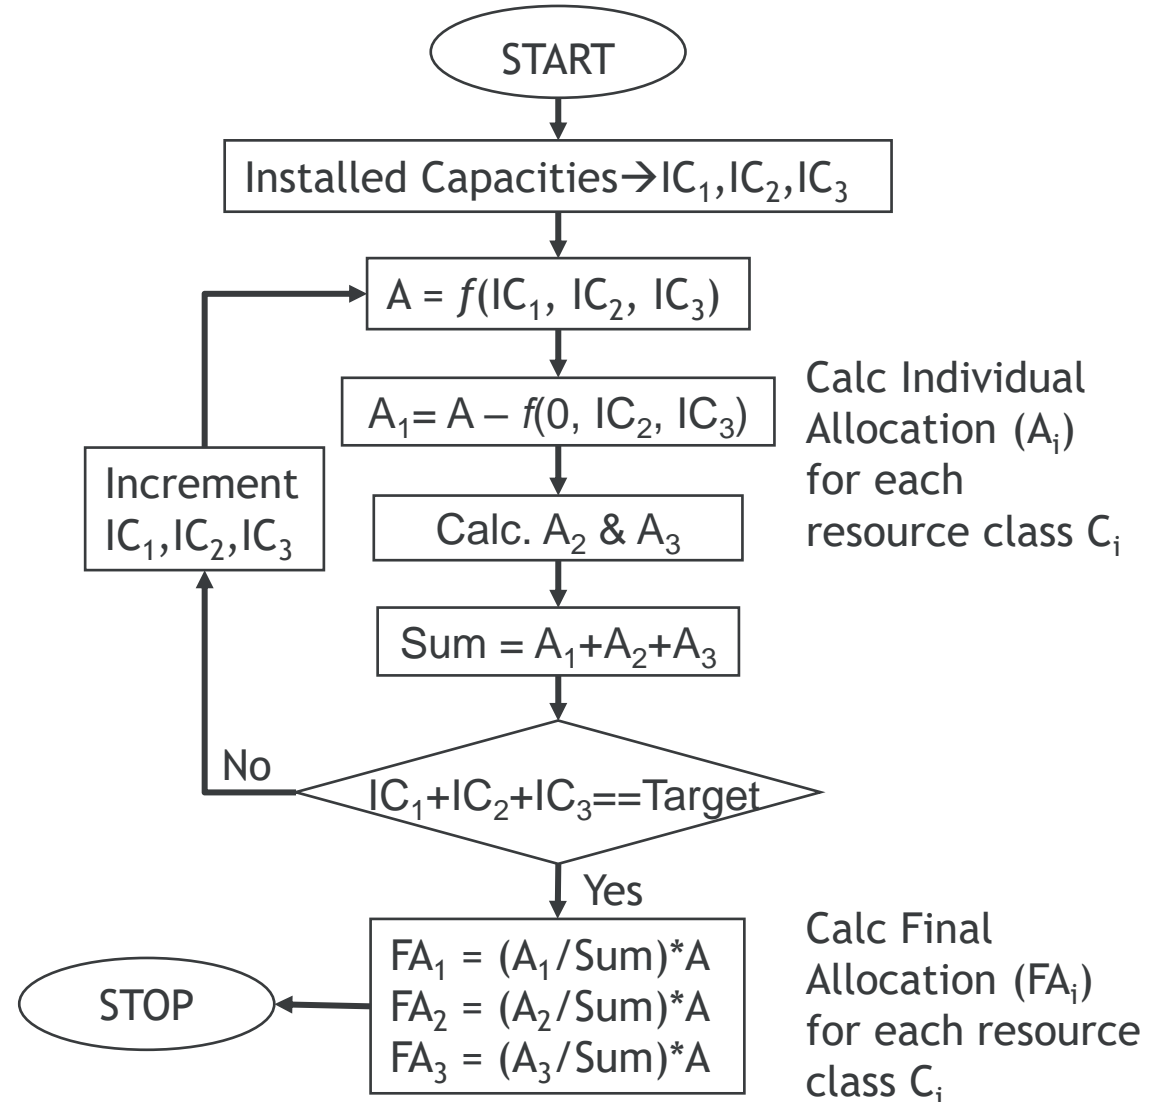 START
Installed Capacities→IC₁,IC₂,IC₃
A = f(IC₁, IC₂, IC₃)
A₁= A – f(0, IC₂, IC₃)
Calc Individual
Allocation (Aᵢ)
for each
resource class Cᵢ
Increment
IC₁,IC₂,IC₃
Calc. A₂ & A₃
Sum = A₁+A₂+A₃
No
IC₁+IC₂+IC₃==Target
Yes
FA₁ = (A₁/Sum)*A
FA₂ = (A₂/Sum)*A
FA₃ = (A₃/Sum)*A
STOP
Calc Final
Allocation (FAᵢ)
for each resource
class Cᵢ